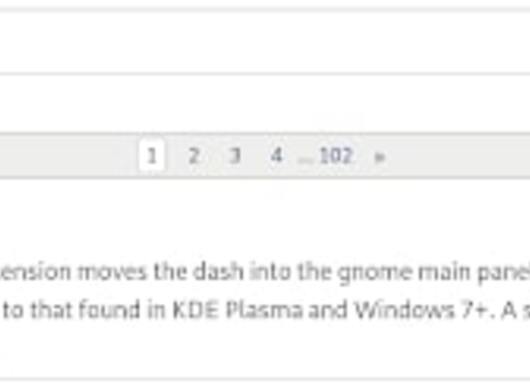 1 2 3 4 ... 102 »
ension moves the dash into the gnome main panel
to that found in KDE Plasma and Windows 7+. A s